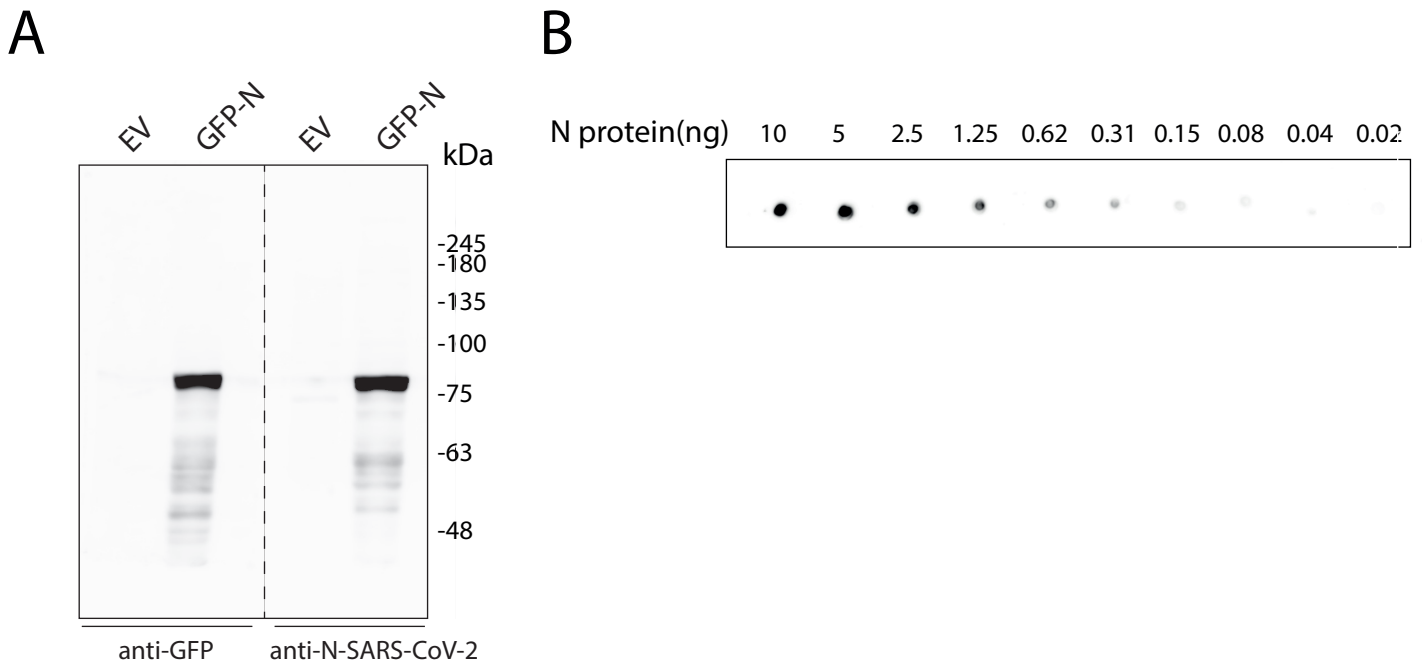 A
B
EV GFP-N EV GFP-N
kDa
N protein(ng) 10 5 2.5 1.25 0.62 0.31 0.15 0.08 0.04 0.02
-245
-180
-135
-100
-75
-63
-48
anti-GFP anti-N-SARS-CoV-2